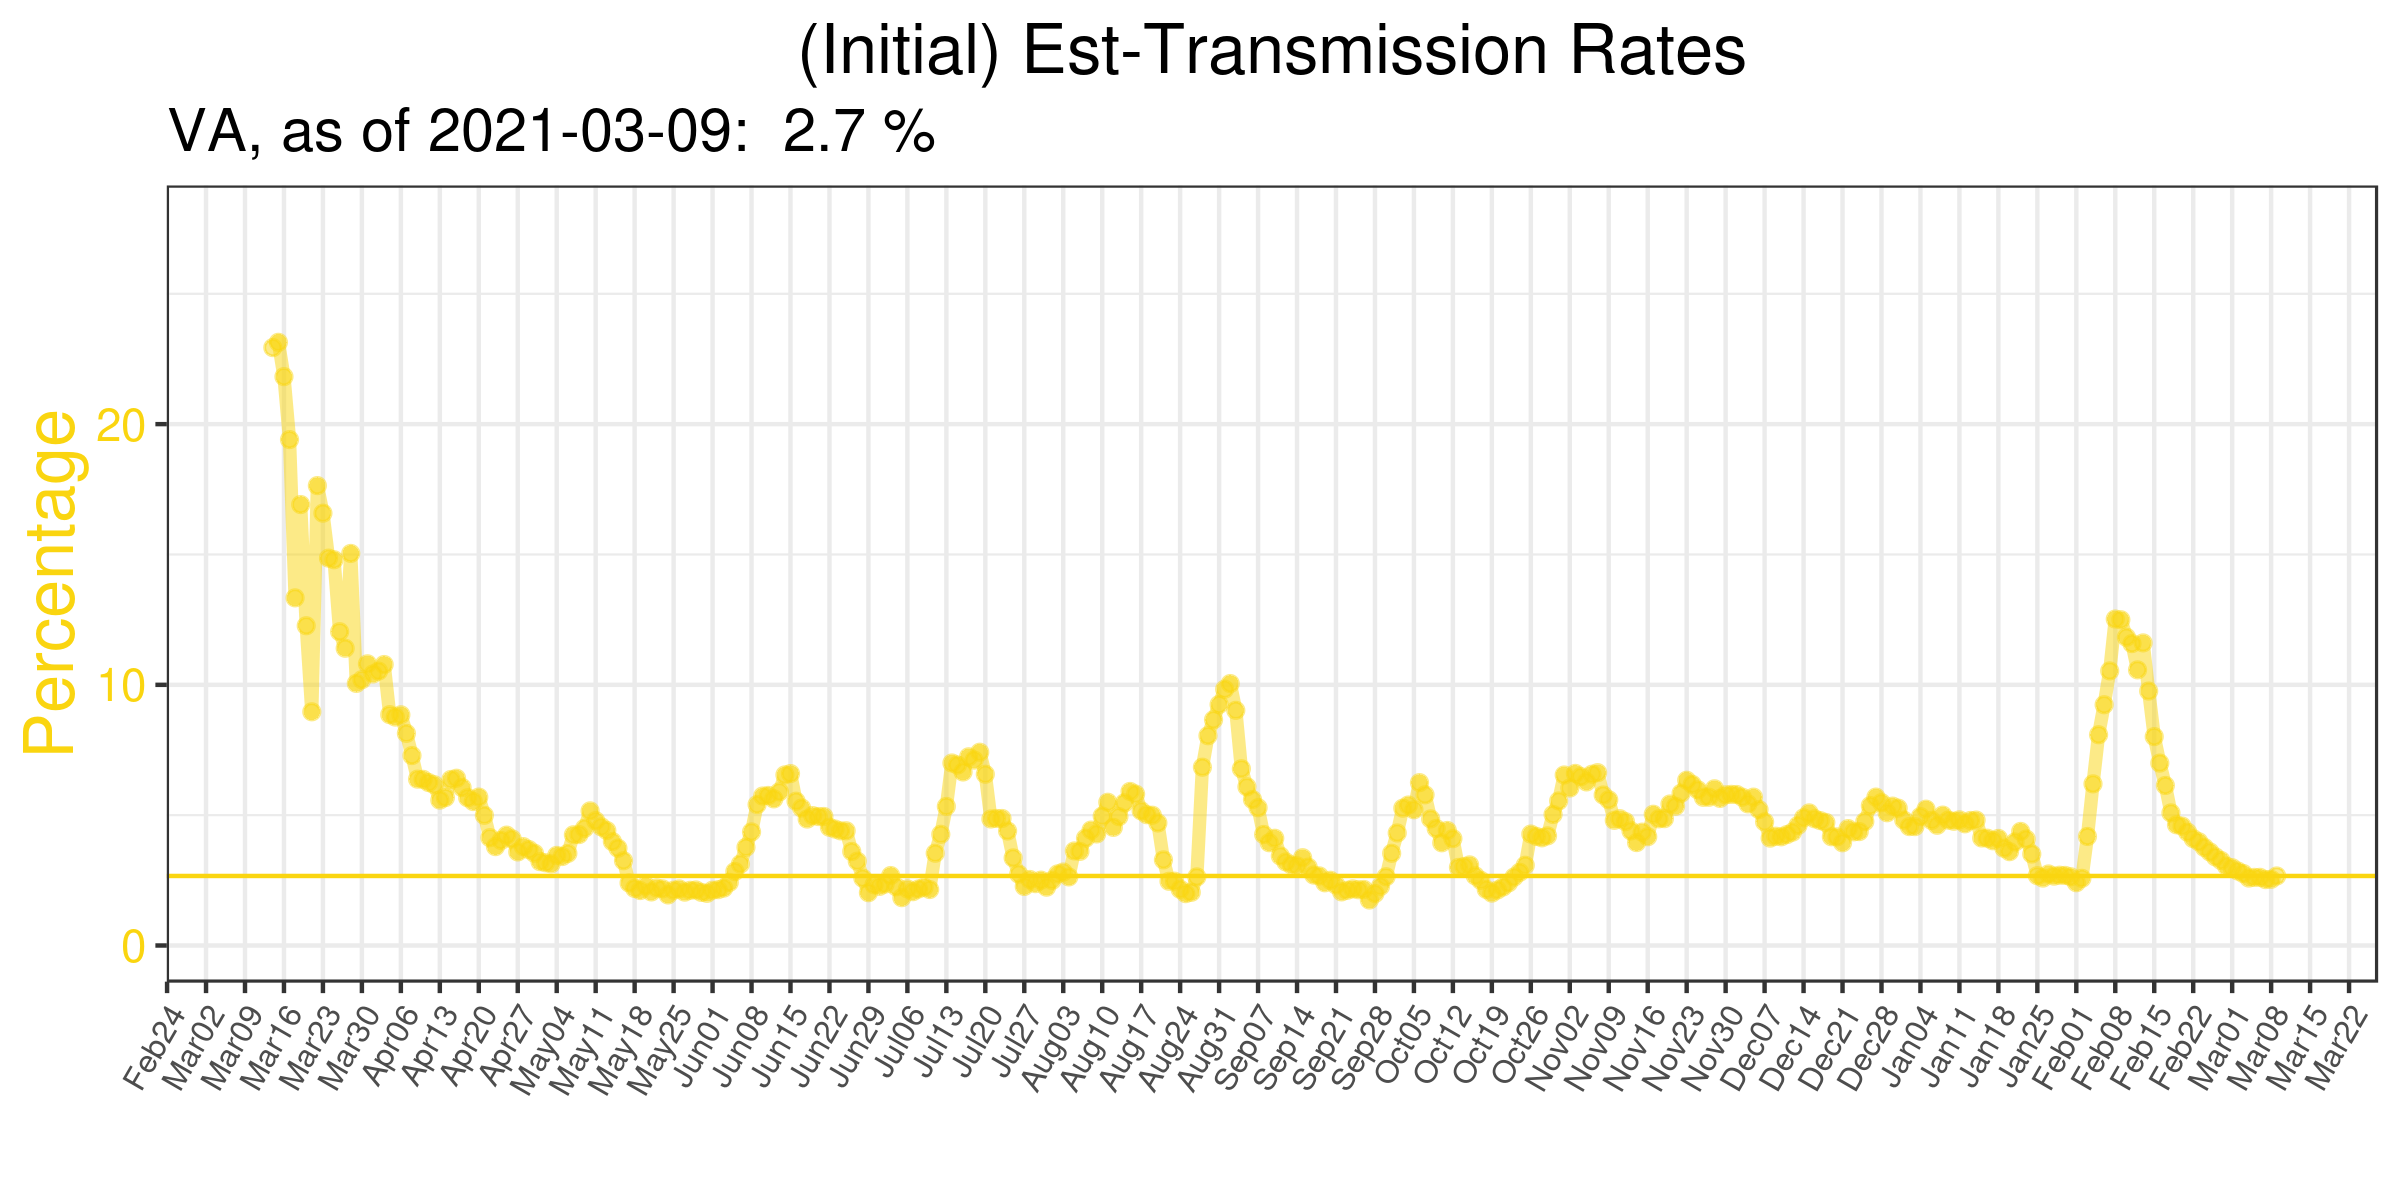 (Initial) Est-Transmission Rates
VA, as of 2021-03-09:  2.7 %
Percentage
20
10
0
Feb24
Mar02
Mar09
Mar16
Mar23
Mar30
Apr06
Apr13
Apr20
Apr27
May04
May11
May18
May25
Jun01
Jun08
Jun15
Jun22
Jun29
Jul06
Jul13
Jul20
Jul27
Aug03
Aug10
Aug17
Aug24
Aug31
Sep07
Sep14
Sep21
Sep28
Oct05
Oct12
Oct19
Oct26
Nov02
Nov09
Nov16
Nov23
Nov30
Dec07
Dec14
Dec21
Dec28
Jan04
Jan11
Jan18
Jan25
Feb01
Feb08
Feb15
Feb22
Mar01
Mar08
Mar15
Mar22